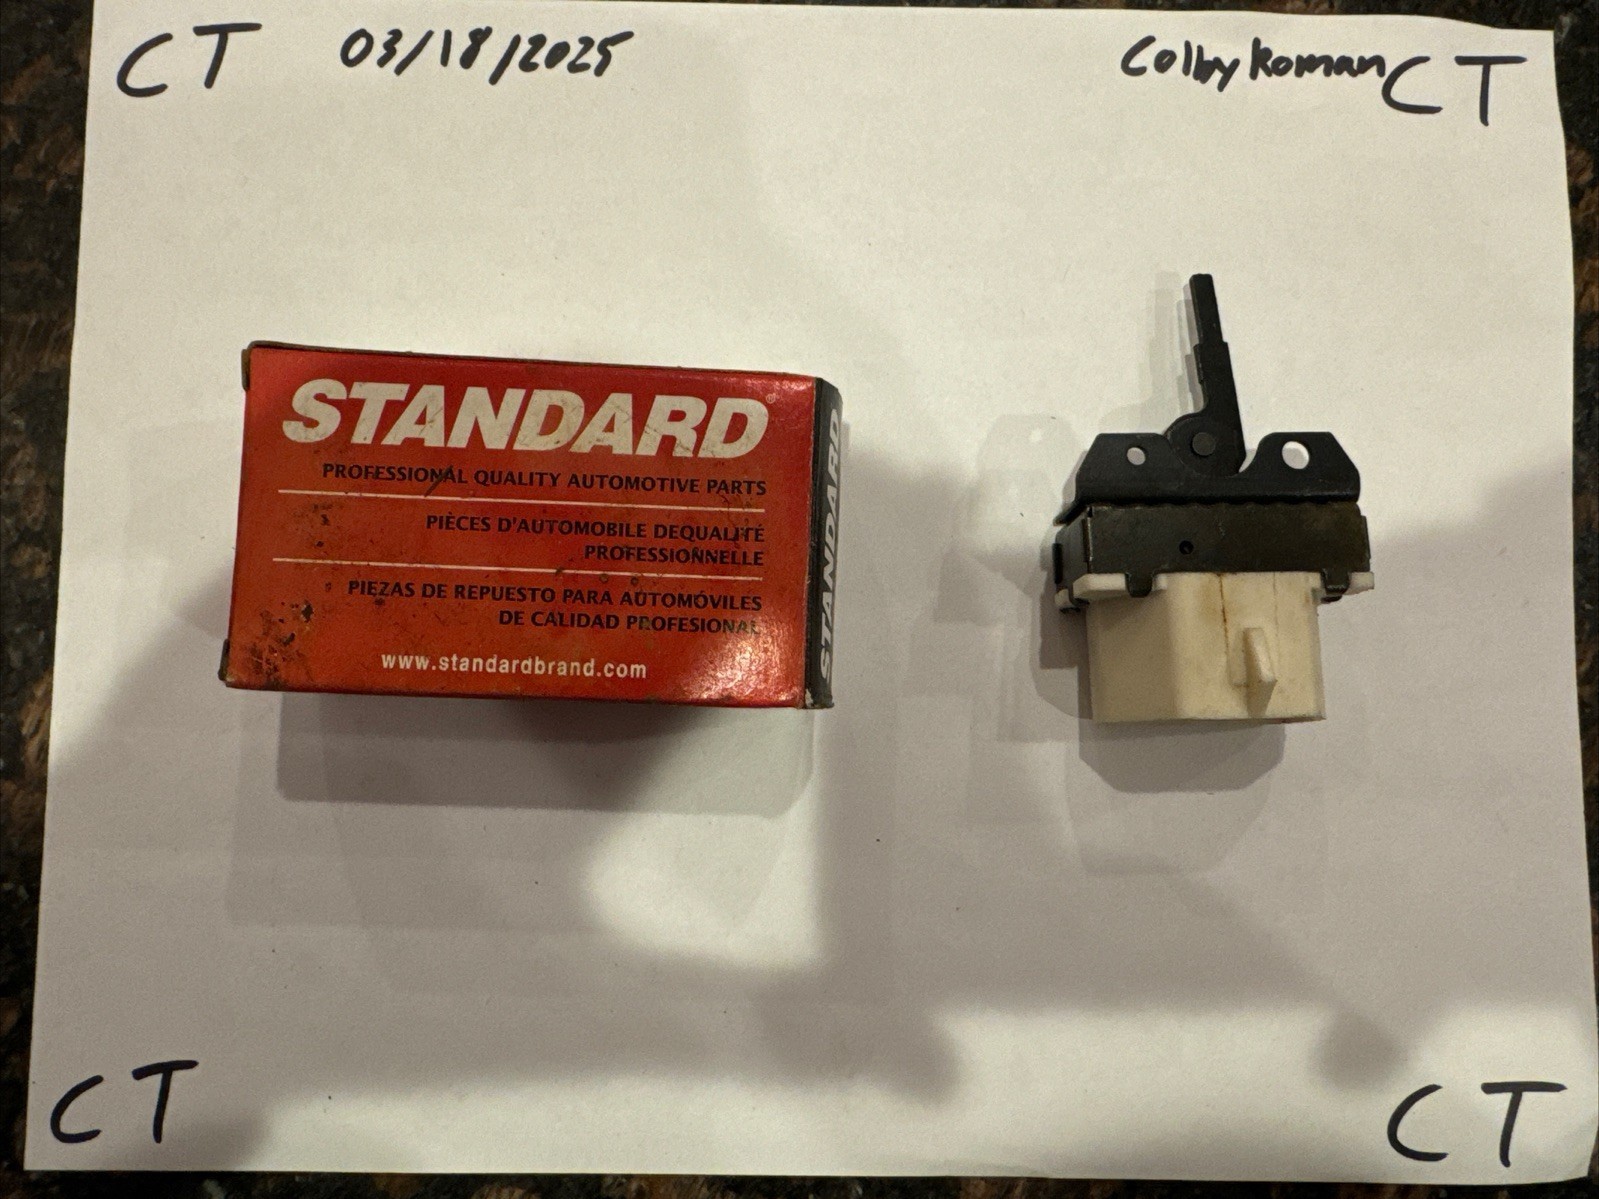 CT 03/18/2025 Colby Roman CT
STANDARD®
PROFESSIONAL QUALITY AUTOMOTIVE PARTS
PIÈCES D'AUTOMOBILE DEQUALITÉ
PROFESSIONNELLE
PIEZAS DE REPUESTO PARA AUTOMÓVILES
DE CALIDAD PROFESIONAL
www.standardbrand.com
STANDARD
CT CT